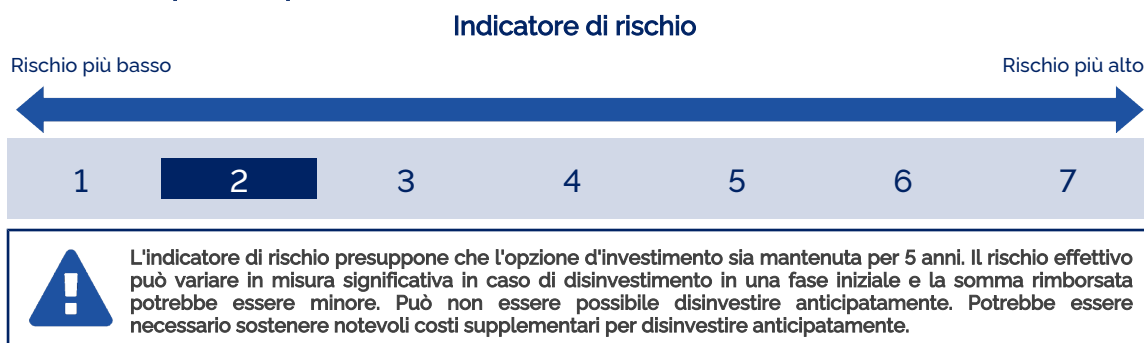 Indicatore di rischio
Rischio più basso
Rischio più alto
1 2 3 4 5 6 7
L'indicatore di rischio presuppone che l'opzione d'investimento sia mantenuta per 5 anni. Il rischio effettivo
può variare in misura significativa in caso di disinvestimento in una fase iniziale e la somma rimborsata
potrebbe essere minore. Può non essere possibile disinvestire anticipatamente. Potrebbe essere
necessario sostenere notevoli costi supplementari per disinvestire anticipatamente.